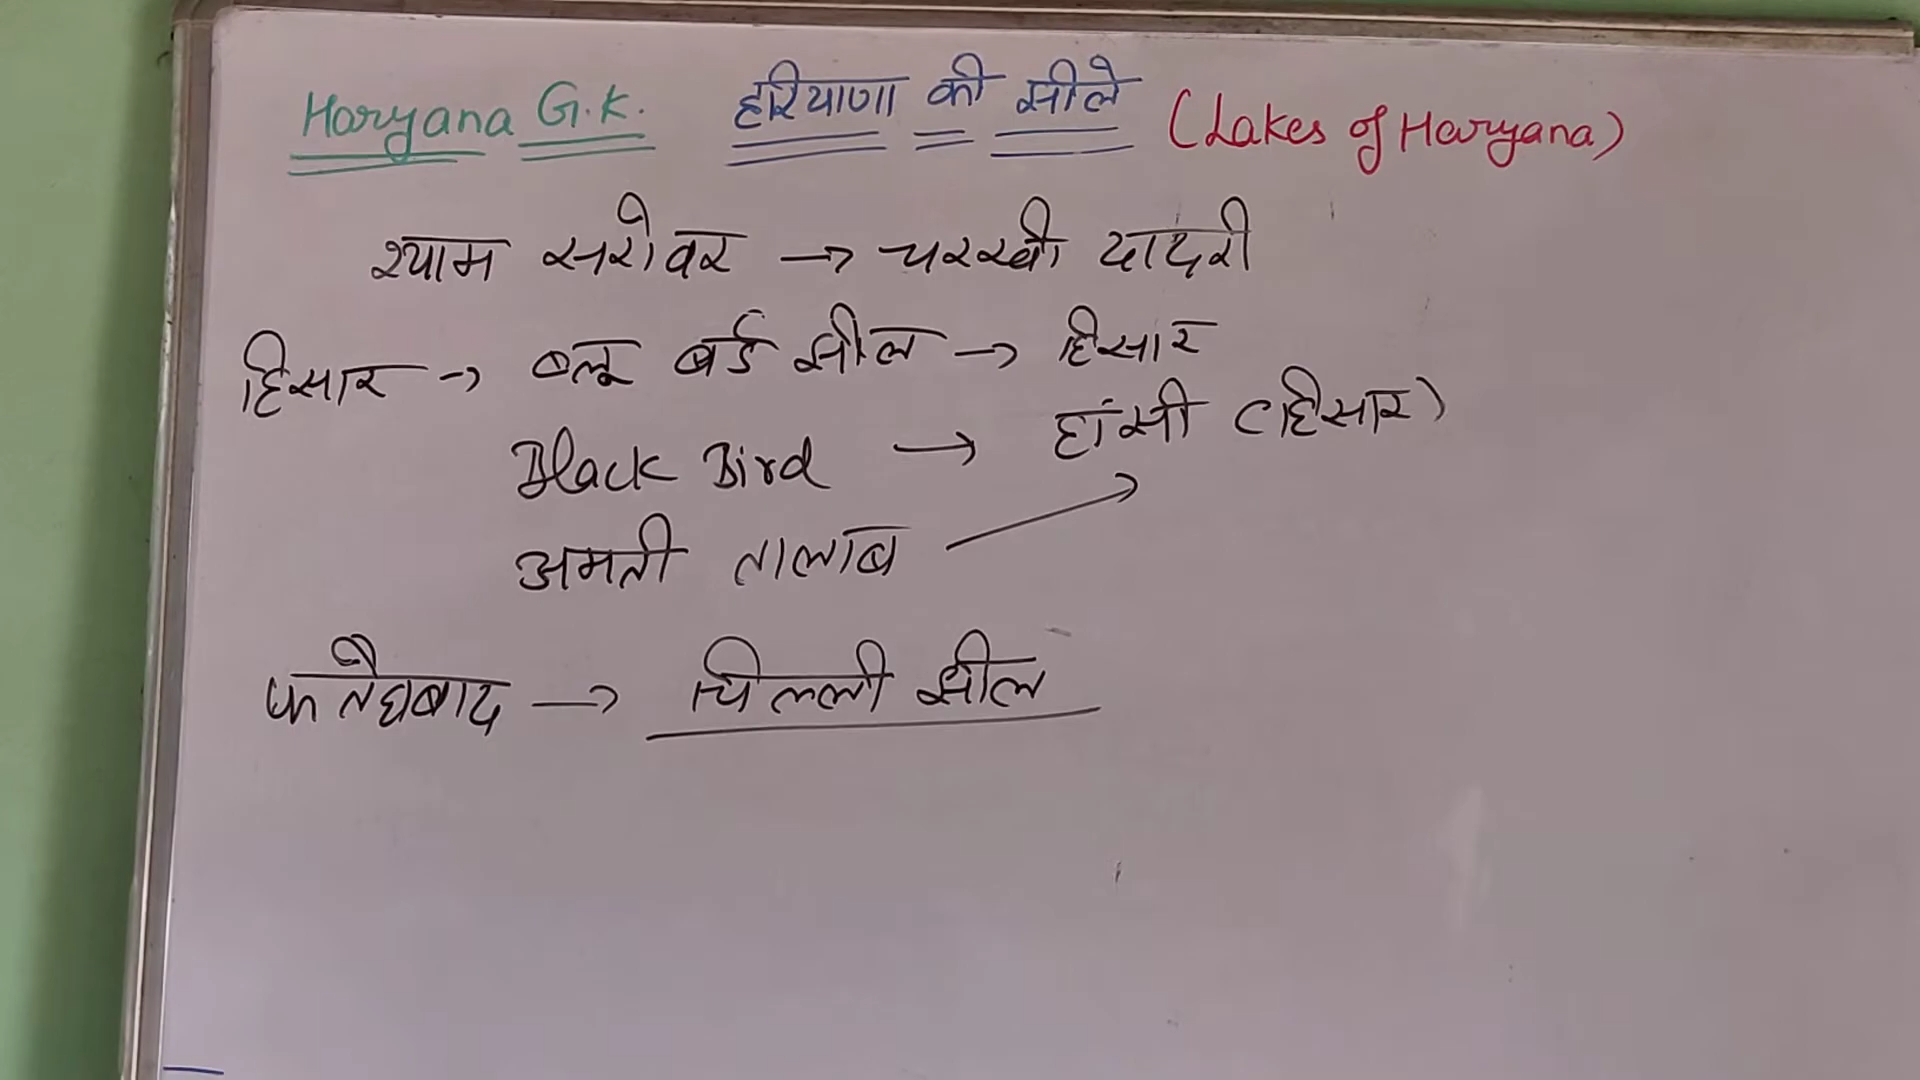 Haryana G.K. हरियाणा की झीले (Lakes of Haryana)
श्याम सरोवर → चरखी दादरी
हिसार → ब्लू बर्ड झील → हिसार
Black Bird → हांसी (हिसार)
अमती तालाब
फतेहाबाद → चिल्ली झील